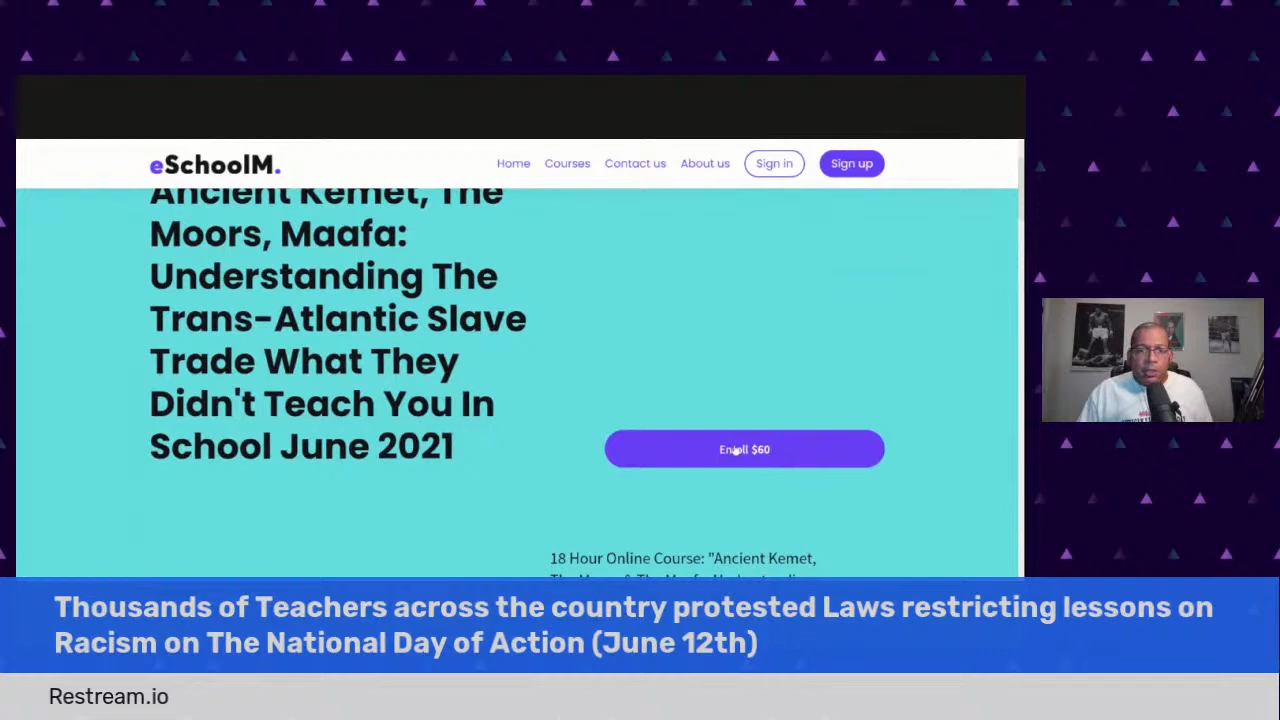 eSchoolM.
Home
Courses
Contact us
About us
Sign in
Sign up
Ancient Kemet, The
Moors, Maafa:
Understanding The
Trans-Atlantic Slave
Trade What They
Didn't Teach You In
School June 2021
Enroll $60
18 Hour Online Course: "Ancient Kemet,
Thousands of Teachers across the country protested Laws restricting lessons on
Racism on The National Day of Action (June 12th)
Restream.io